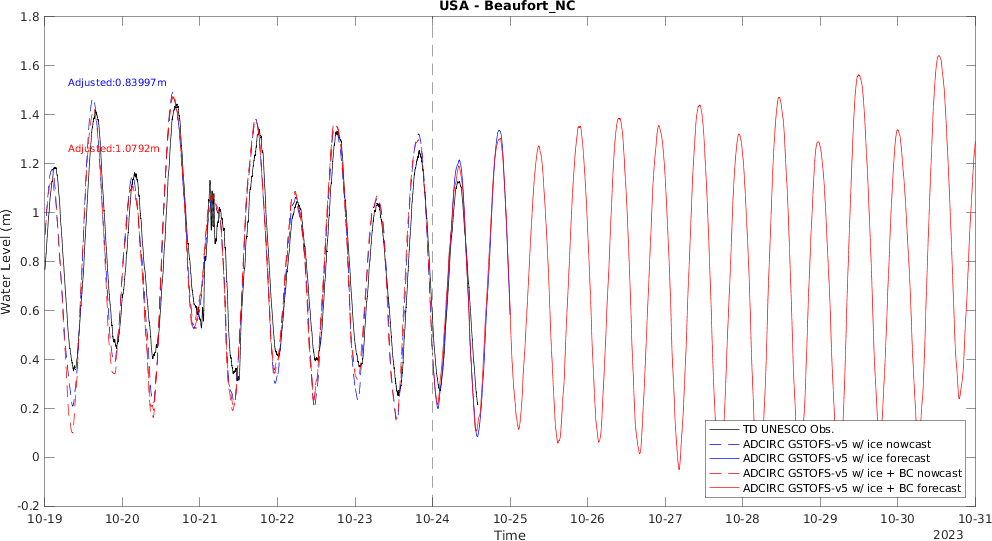 USA - Beaufort_NC
1.8
1.6
1.4
1.2
1
0.8
0.6
0.4
0.2
0
-0.2
Water Level (m)
Adjusted:0.83997m
Adjusted:1.0792m
TD UNESCO Obs.
ADCIRC GSTOFS-v5 w/ ice nowcast
ADCIRC GSTOFS-v5 w/ ice forecast
ADCIRC GSTOFS-v5 w/ ice + BC nowcast
ADCIRC GSTOFS-v5 w/ ice + BC forecast
10-19 10-20 10-21 10-22 10-23 10-24 10-25 10-26 10-27 10-28 10-29 10-30 10-31
Time
2023